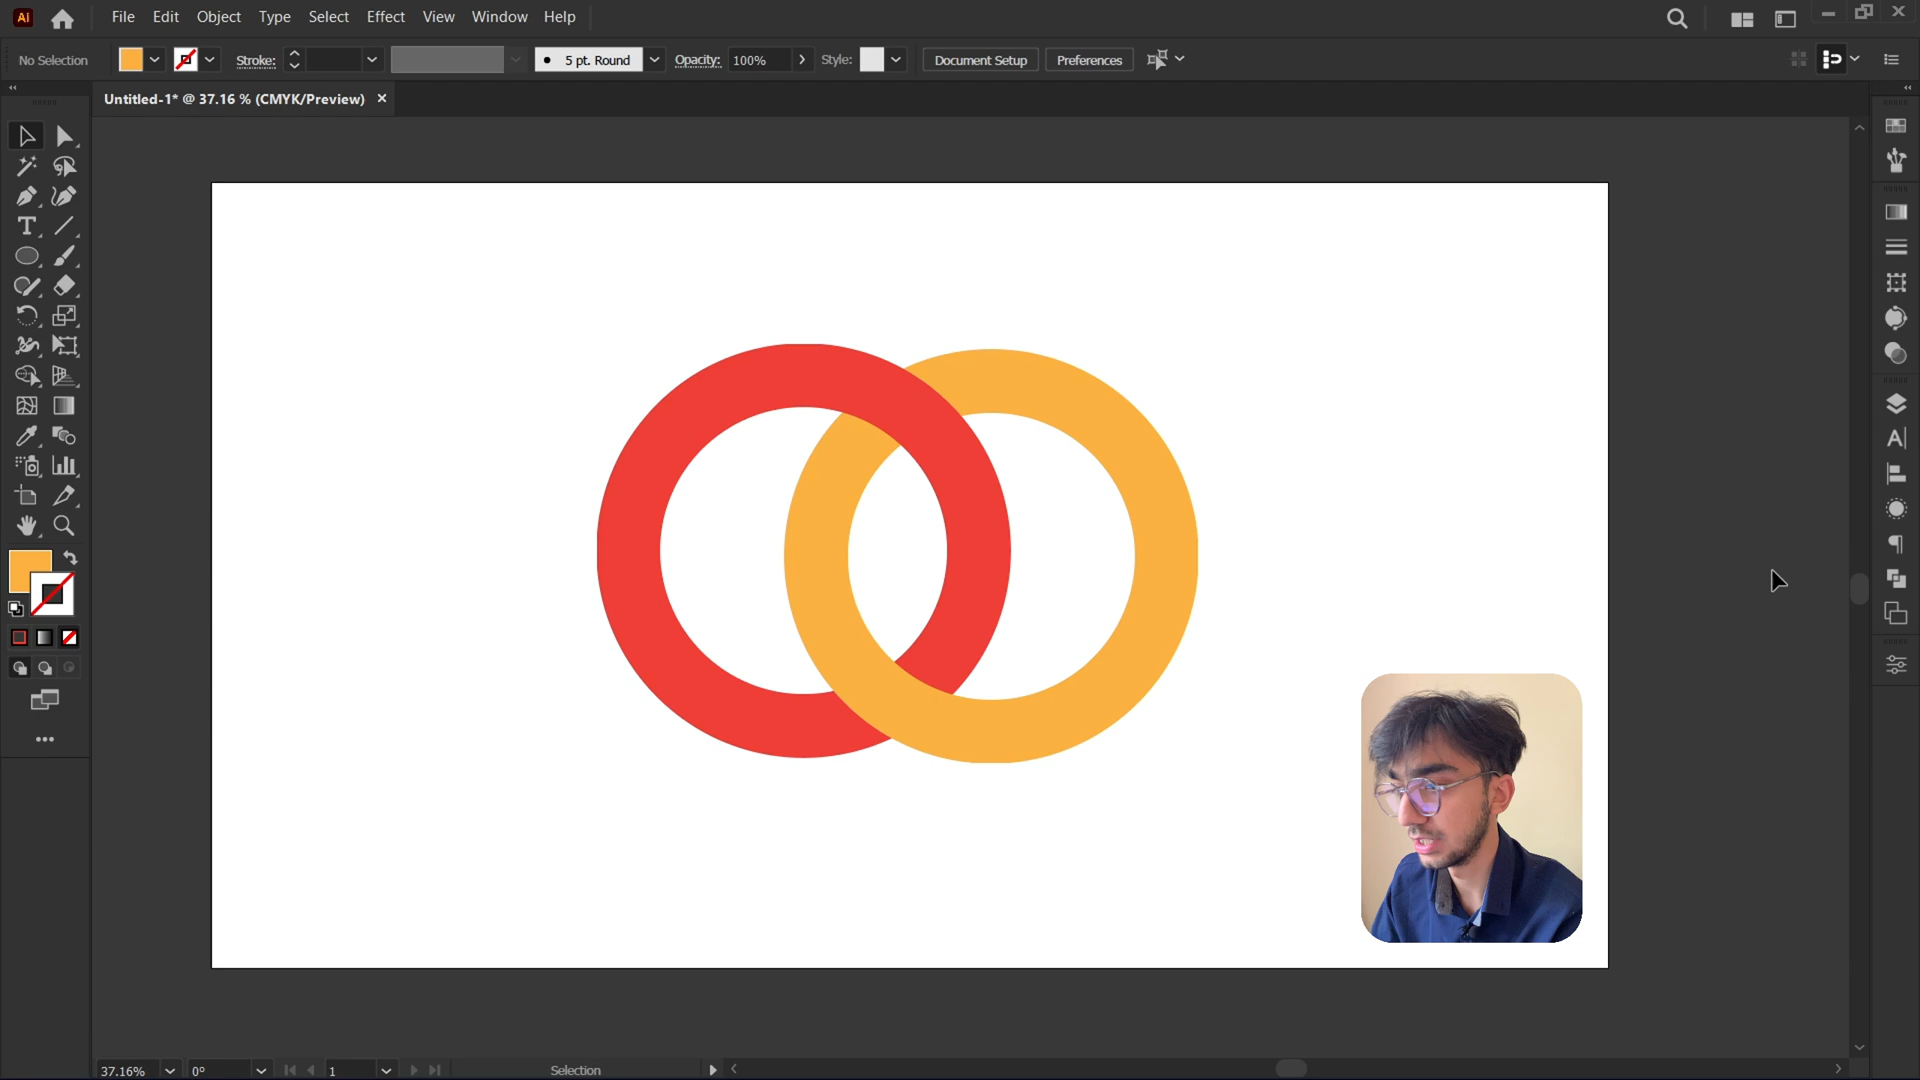 Ai File Edit Object Type Select Effect View Window Help
No Selection Stroke: 5 pt. Round Opacity: 100% Style: Document Setup Preferences
Untitled-1* @ 37.16 % (CMYK/Preview) ×
37.16% 0° 1 Selection